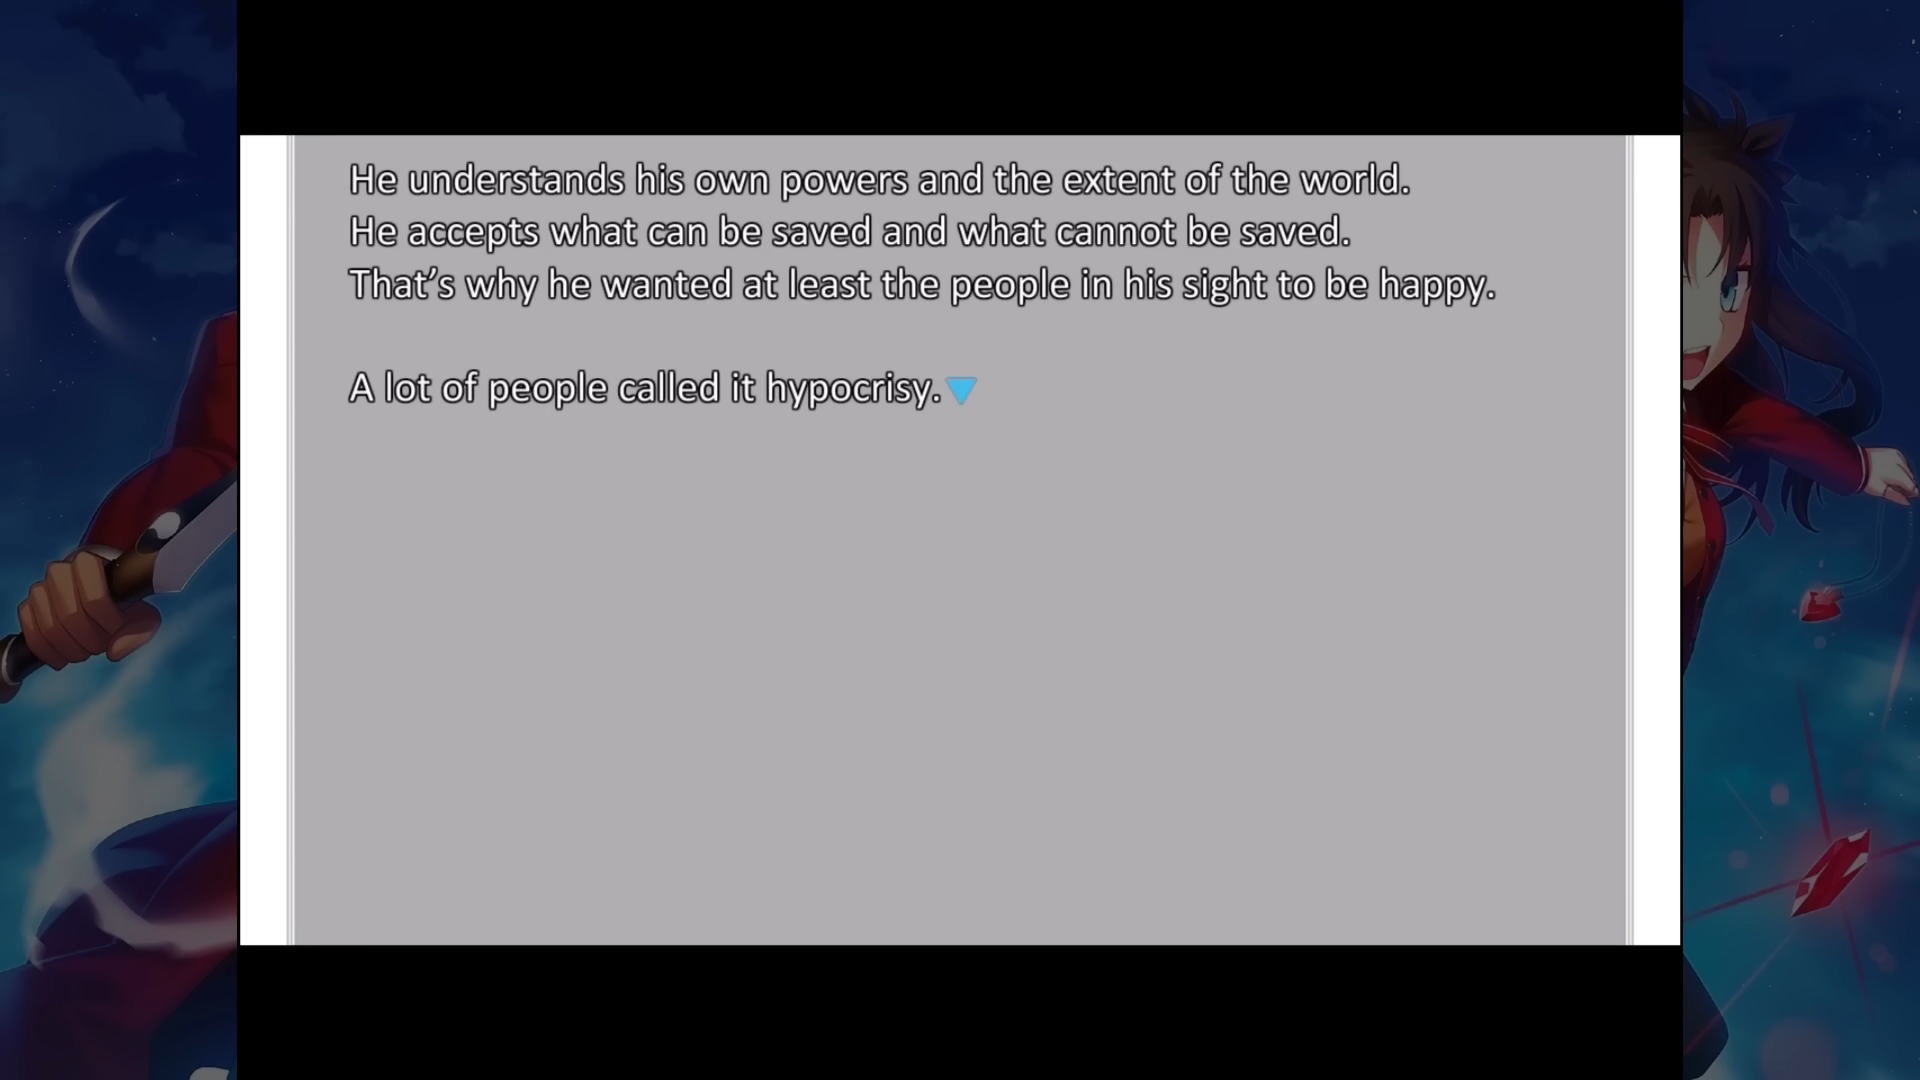 He understands his own powers and the extent of the world.
He accepts what can be saved and what cannot be saved.
That's why he wanted at least the people in his sight to be happy.
A lot of people called it hypocrisy.